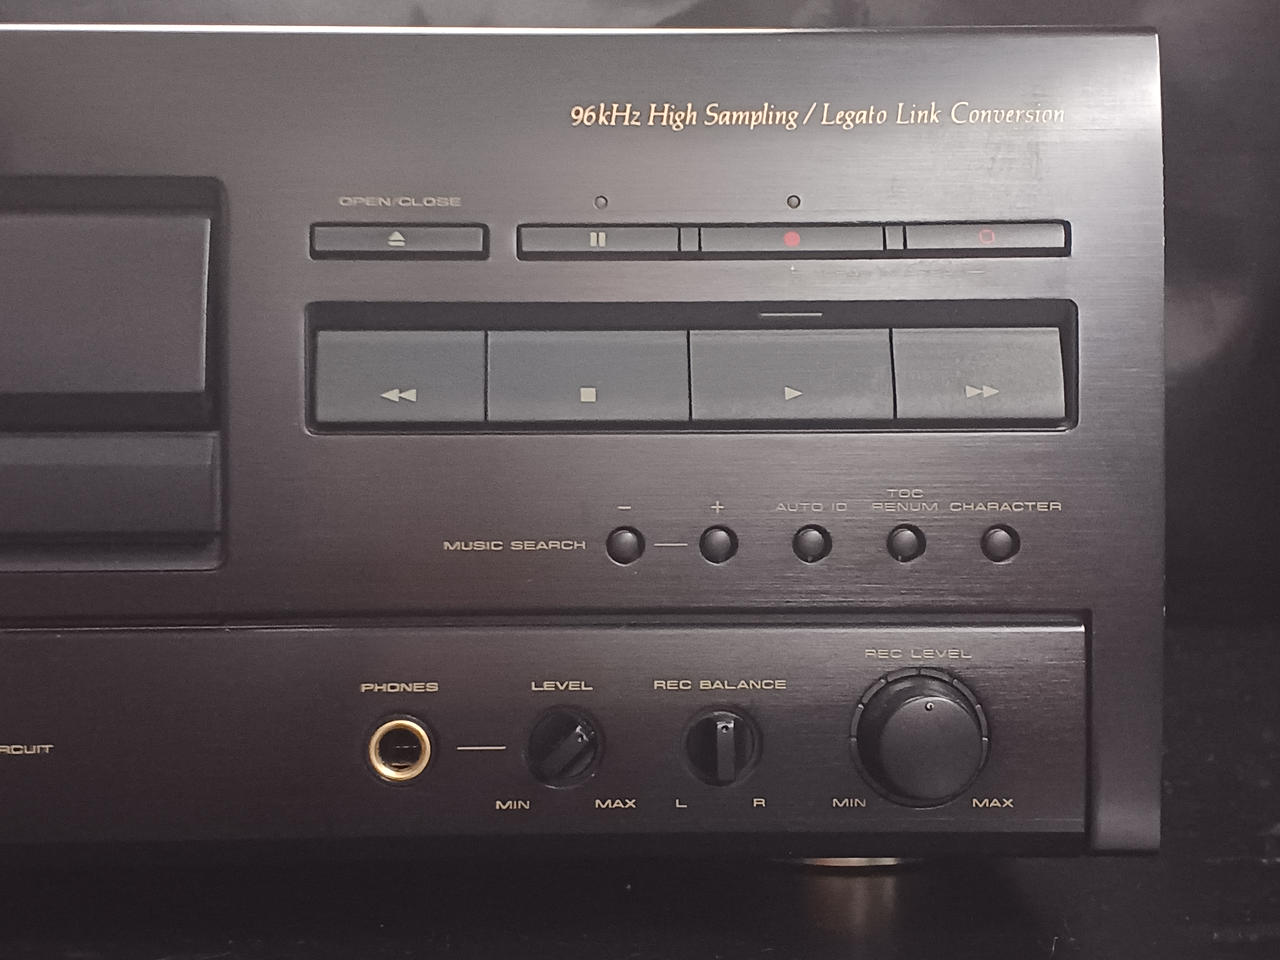 96kHz High Sampling / Legato Link Conversion
OPEN/CLOSE
TOC
- + AUTO ID RENUM CHARACTER
MUSIC SEARCH
REC LEVEL
PHONES LEVEL REC BALANCE
RCUIT
MIN MAX L R MIN MAX